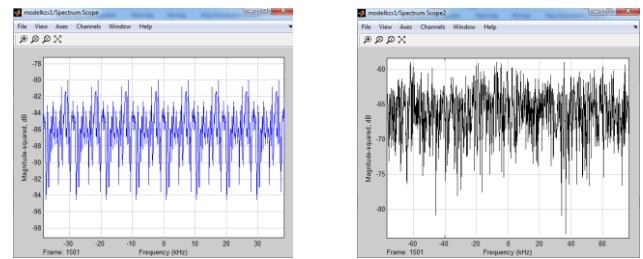 modelkzs1/Spectrum Scope
File View Axes Channels Window Help
-78
-80
-82
-84
-86
-88
-90
-92
-94
-96
-98
Magnitude-squared, dB
-30 -20 -10 0 10 20 30
Frame: 1501 Frequency (kHz)
modelkzs1/Spectrum Scope2
File View Axes Channels Window Help
-60
-65
-70
-75
-80
Magnitude-squared, dB
-60 -40 -20 0 20 40 60
Frame: 1501 Frequency (kHz)